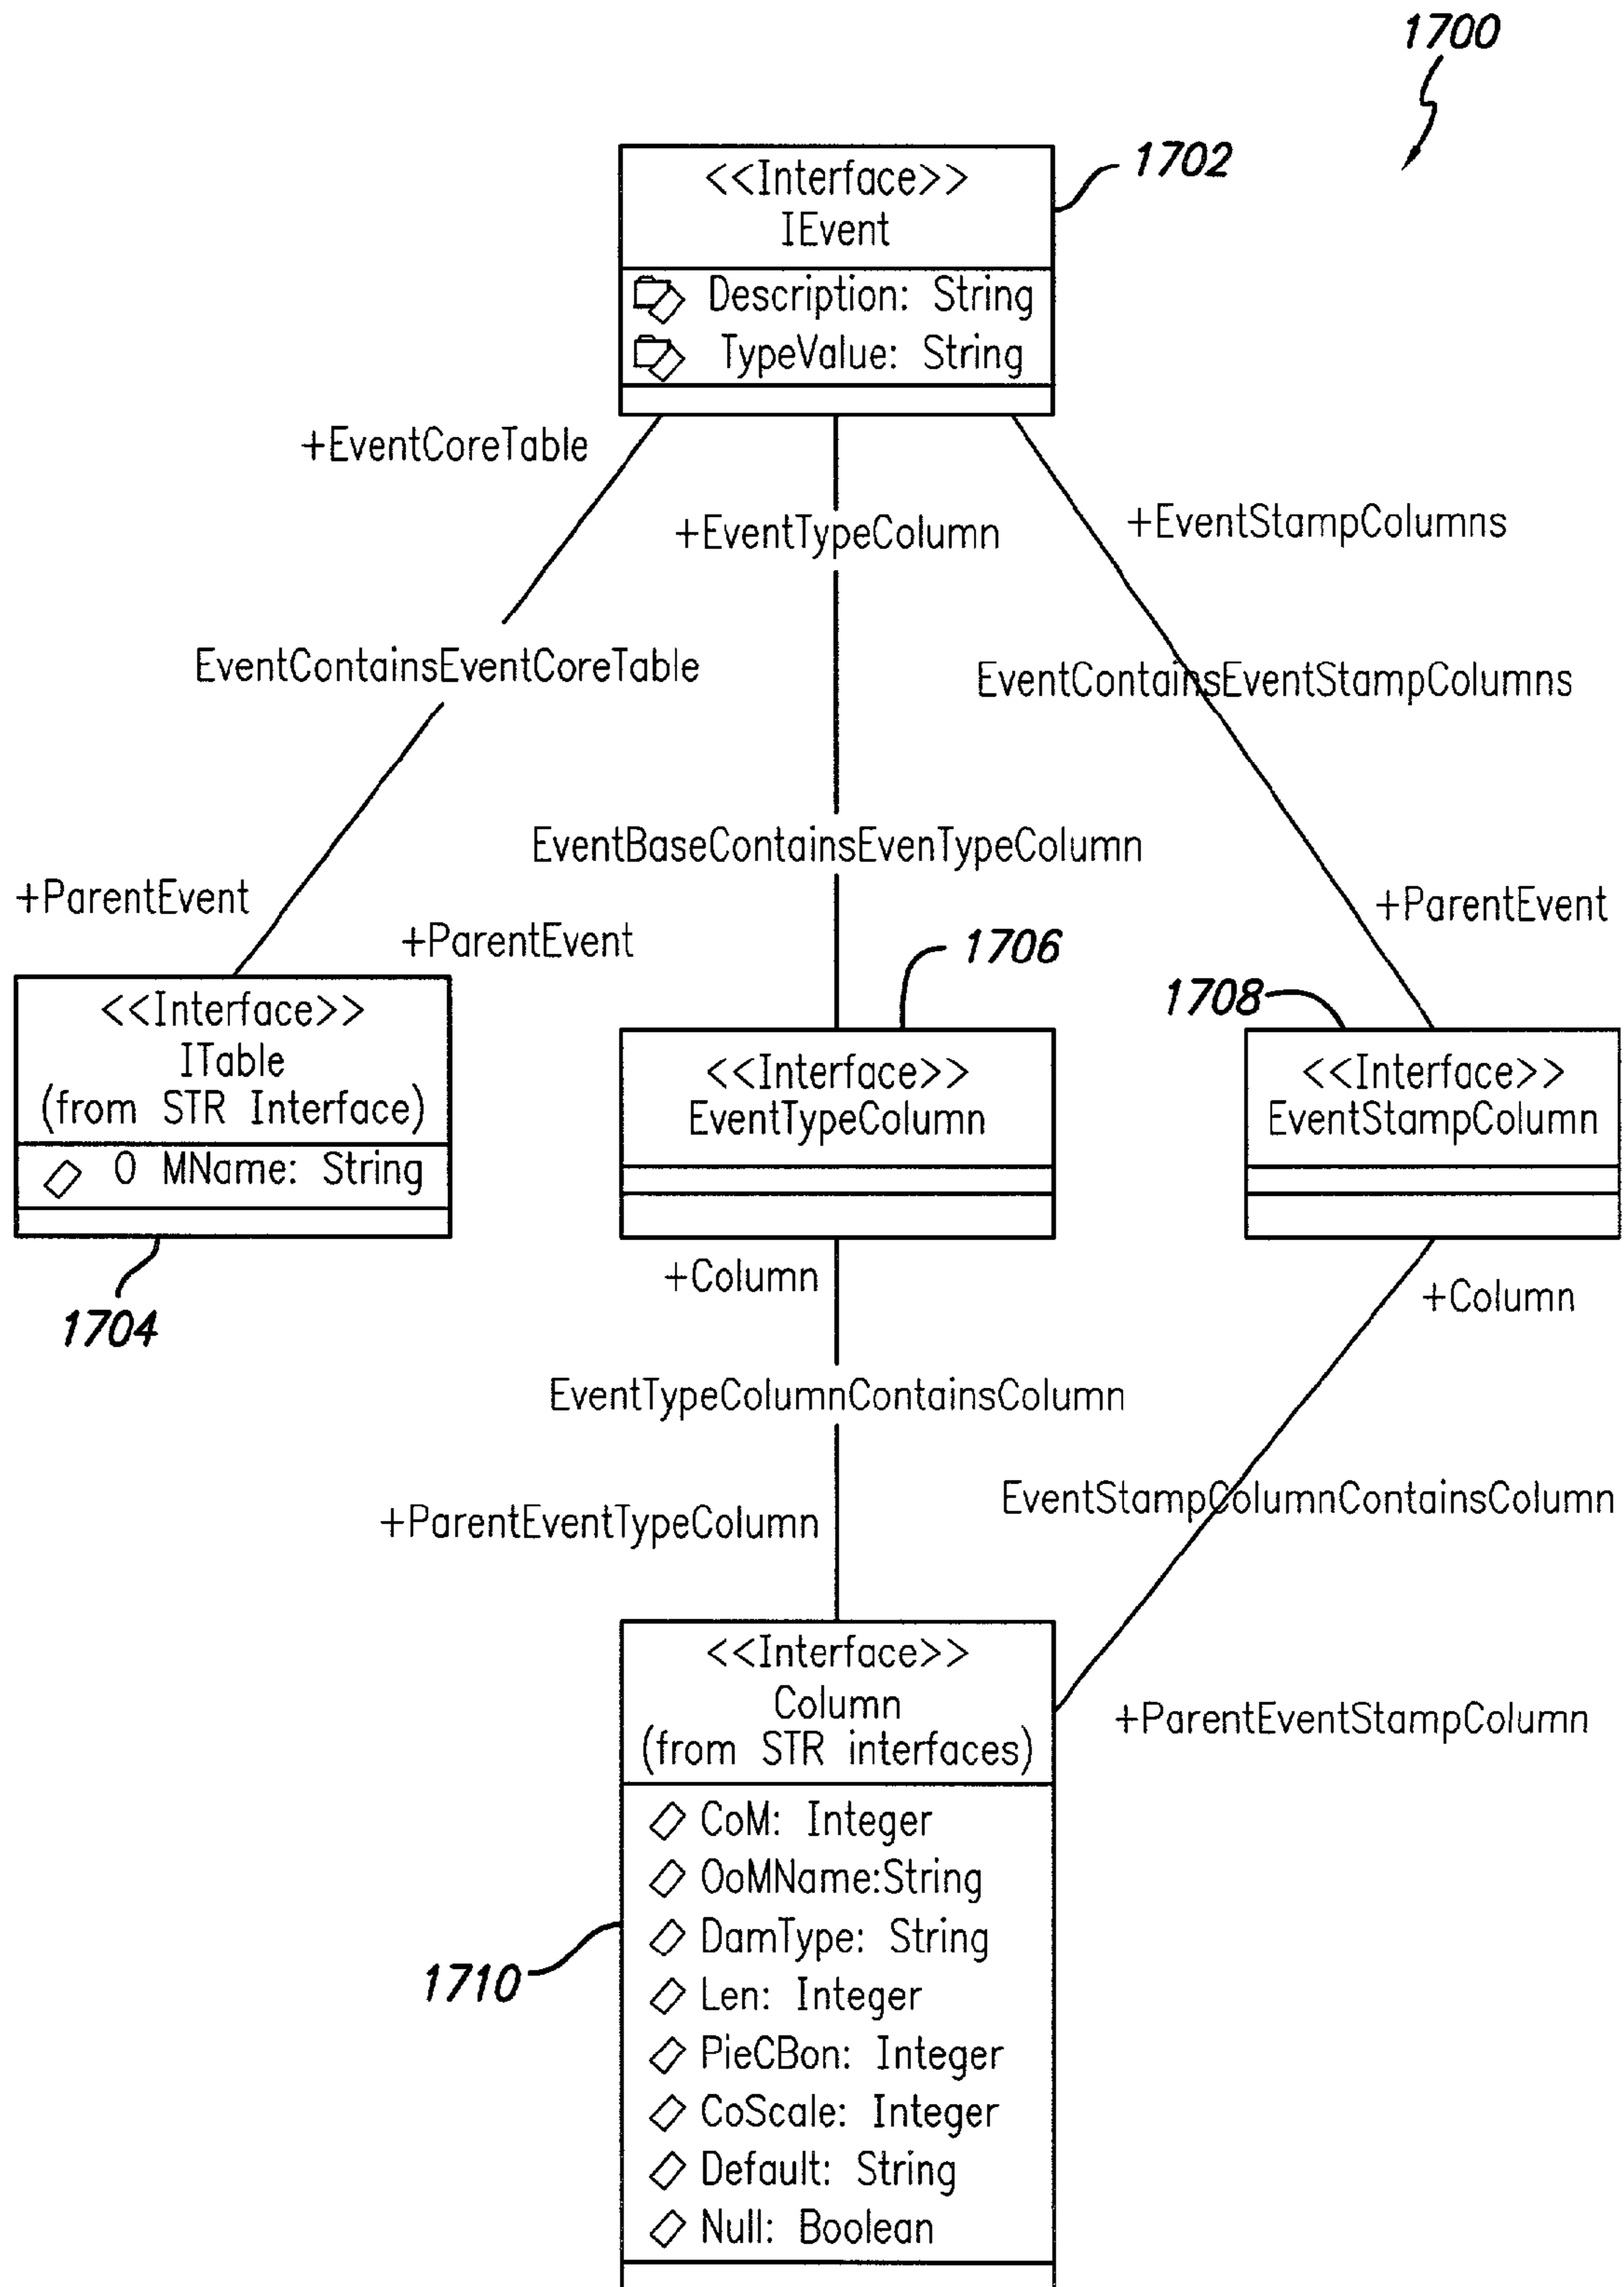 1700
1702
<<Interface>>
IEvent
Description: String
TypeValue: String
+EventCoreTable
+EventTypeColumn
+EventStampColumns
EventContainsEventCoreTable
EventContainsEventStampColumns
EventBaseContainsEvenTypeColumn
+ParentEvent
+ParentEvent
+ParentEvent
1706
1708
<<Interface>>
ITable
(from STR Interface)
O MName: String
1704
<<Interface>>
EventTypeColumn
<<Interface>>
EventStampColumn
+Column
+Column
EventTypeColumnContainsColumn
EventStampColumnContainsColumn
+ParentEventTypeColumn
+ParentEventStampColumn
<<Interface>>
Column
(from STR interfaces)
CoM: Integer
OoMName:String
DamType: String
Len: Integer
PieCBon: Integer
CoScale: Integer
Default: String
Null: Boolean
1710